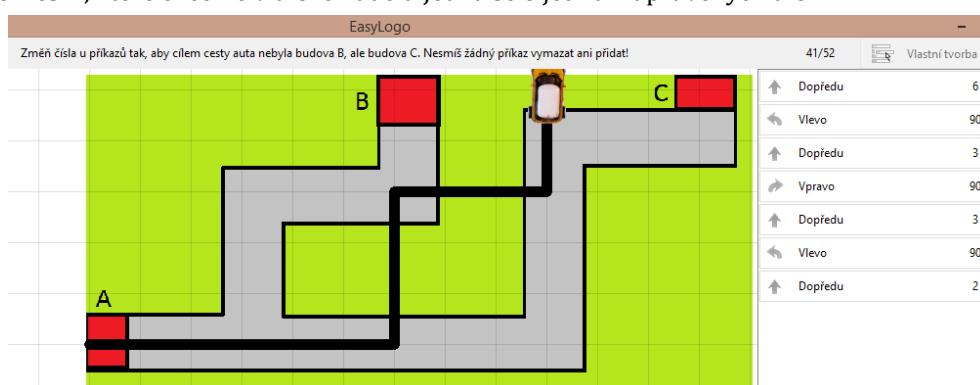 EasyLogo
Změň čísla u příkazů tak, aby cílem cesty auta nebyla budova B, ale budova C. Nesmíš žádný příkaz vymazat ani přidat!
41/52
Vlastní tvorba
B
C
A
Dopředu 6
Vlevo 90
Dopředu 3
Vpravo 90
Dopředu 3
Vlevo 90
Dopředu 2